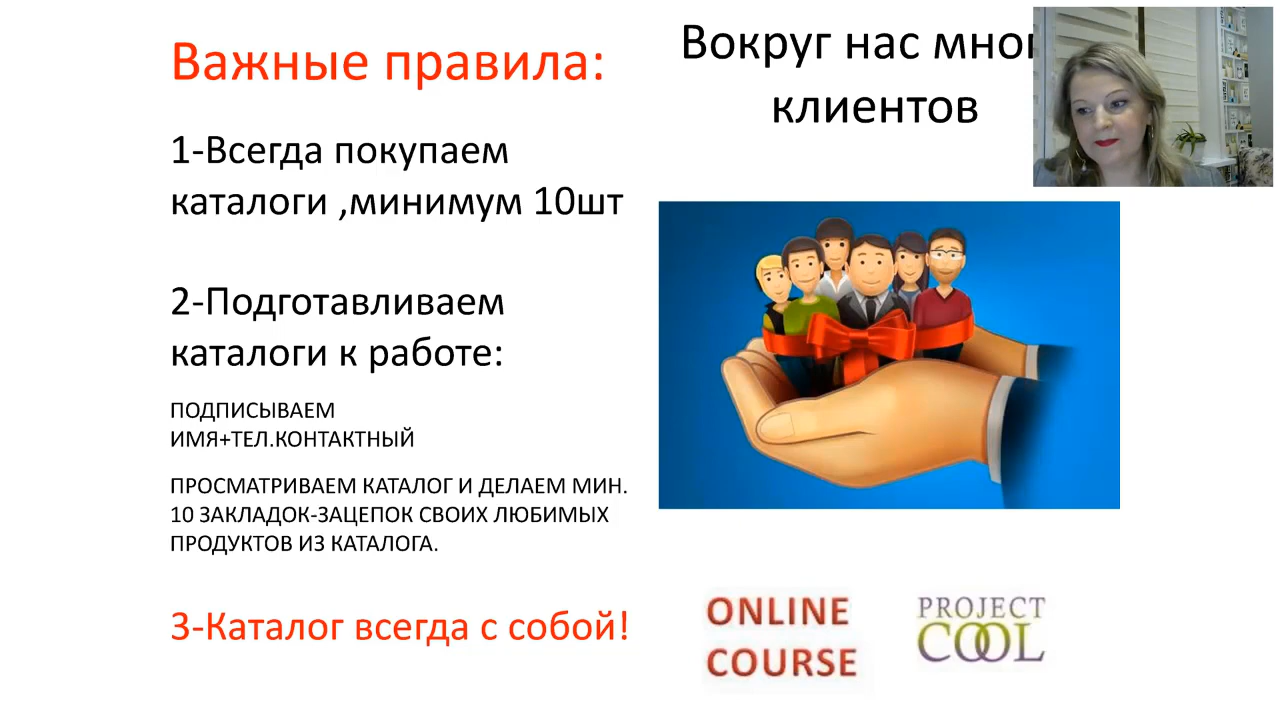 Важные правила:
1-Всегда покупаем
каталоги ,минимум 10шт
2-Подготавливаем
каталоги к работе:
ПОДПИСЫВАЕМ
ИМЯ+ТЕЛ.КОНТАКТНЫЙ
ПРОСМАТРИВАЕМ КАТАЛОГ И ДЕЛАЕМ МИН.
10 ЗАКЛАДОК-ЗАЦЕПОК СВОИХ ЛЮБИМЫХ
ПРОДУКТОВ ИЗ КАТАЛОГА.
3-Каталог всегда с собой!
Вокруг нас
клиентов
ONLINE
COURSE
PROJECT
COOL